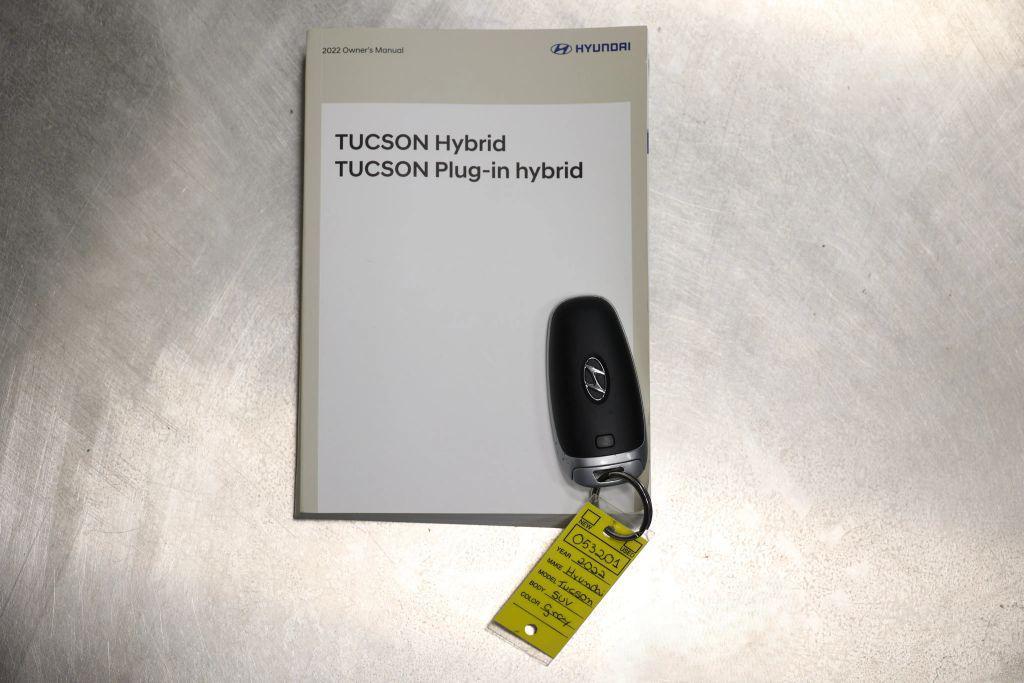 2022 Owner's Manual
HYUNDAI
TUCSON Hybrid
TUCSON Plug-in hybrid
NEW
USED
053201
YEAR 2022
MAKE Hyundai
MODEL Tucson
BODY SUV
COLOR Grey